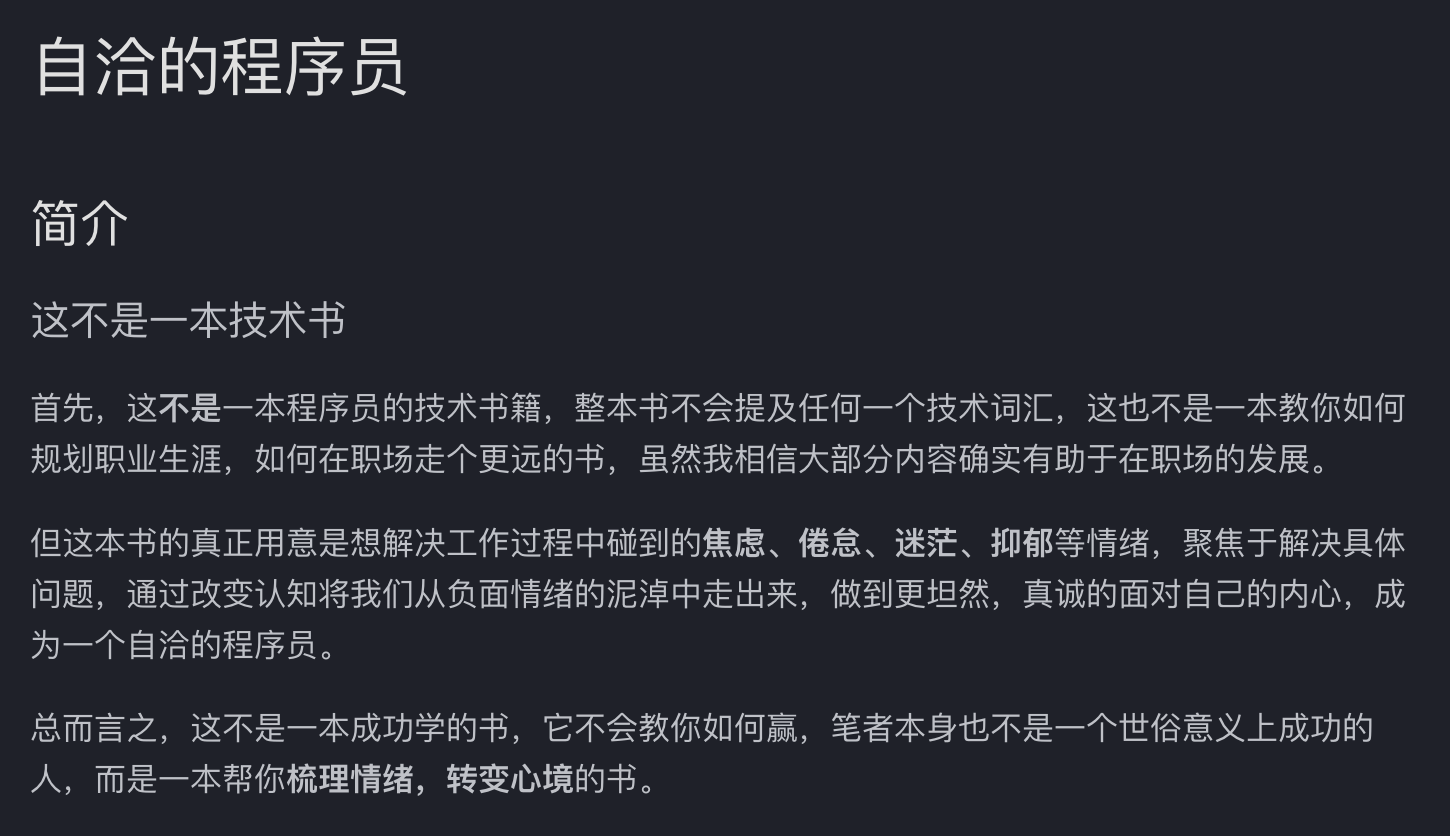 自洽的程序员
简介
这不是一本技术书
首先，这不是一本程序员的技术书籍，整本书不会提及任何一个技术词汇，这也不是一本教你如何
规划职业生涯，如何在职场走个更远的书，虽然我相信大部分内容确实有助于在职场的发展。
但这本书的真正用意是想解决工作过程中碰到的焦虑、倦怠、迷茫、抑郁等情绪，聚焦于解决具体
问题，通过改变认知将我们从负面情绪的泥淖中走出来，做到更坦然，真诚的面对自己的内心，成
为一个自洽的程序员。
总而言之，这不是一本成功学的书，它不会教你如何赢，笔者本身也不是一个世俗意义上成功的
人，而是一本帮你梳理情绪，转变心境的书。